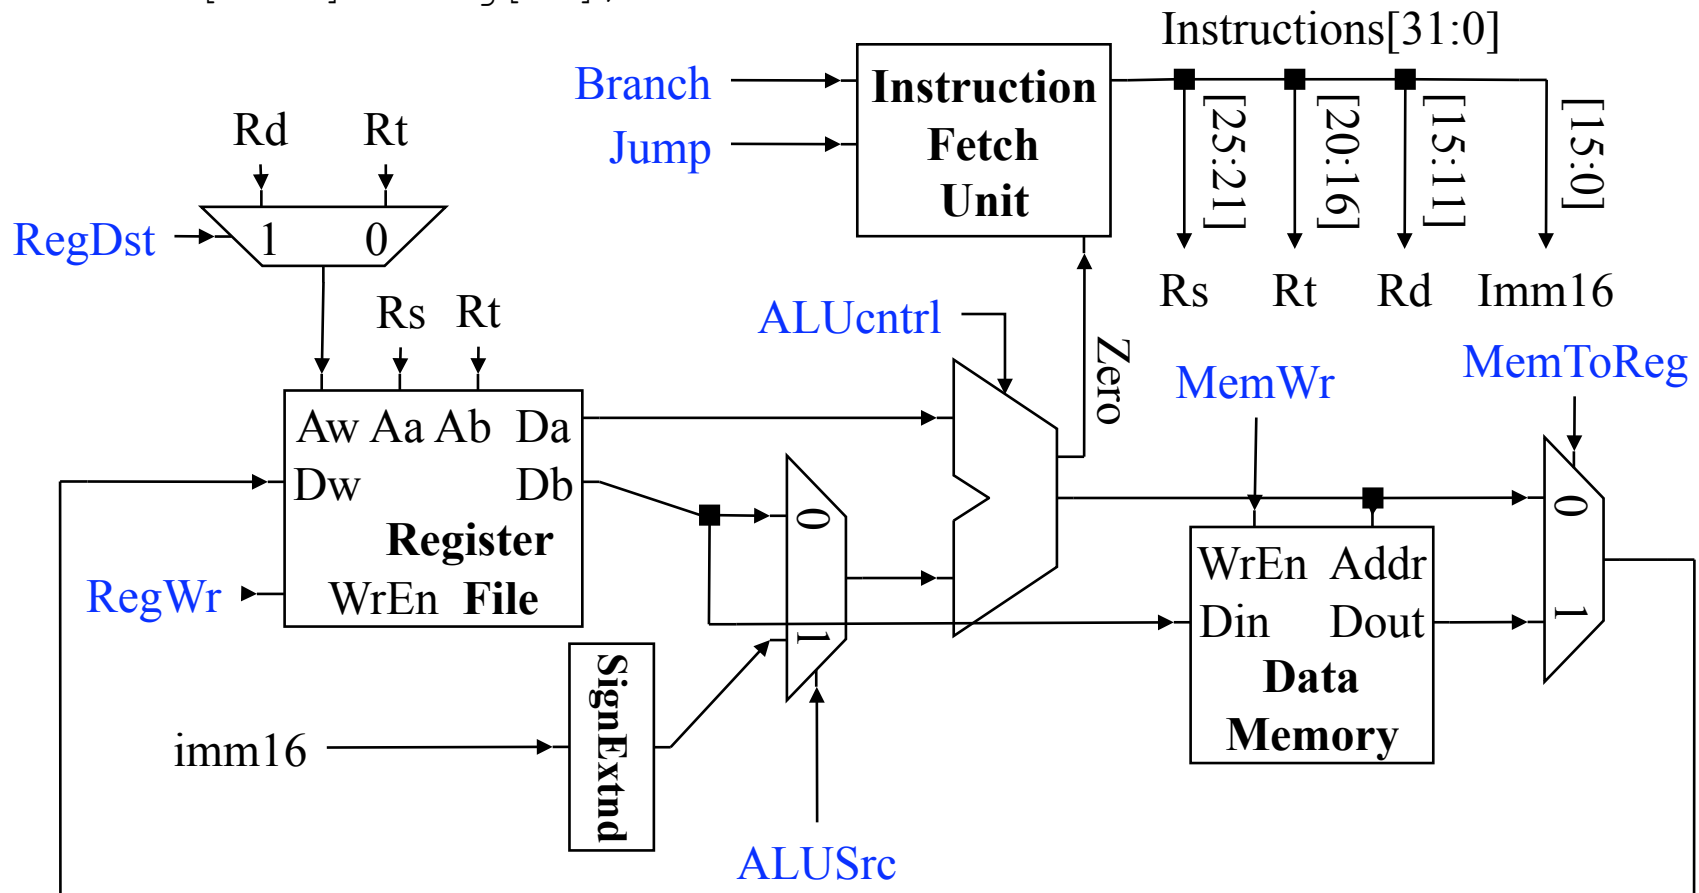 Instructions[31:0]
Branch
Jump
Instruction
Fetch
Unit
[25:21]
[20:16]
[15:11]
[15:0]
Rs
Rt
Rd
Imm16
Rd
Rt
RegDst
1
0
Rs
Rt
ALUcntrl
Zero
MemWr
MemToReg
Aw Aa Ab Da
Dw
Db
Register
WrEn File
RegWr
0
1
WrEn Addr
Din
Dout
Data
Memory
0
1
SignExtnd
imm16
ALUSrc